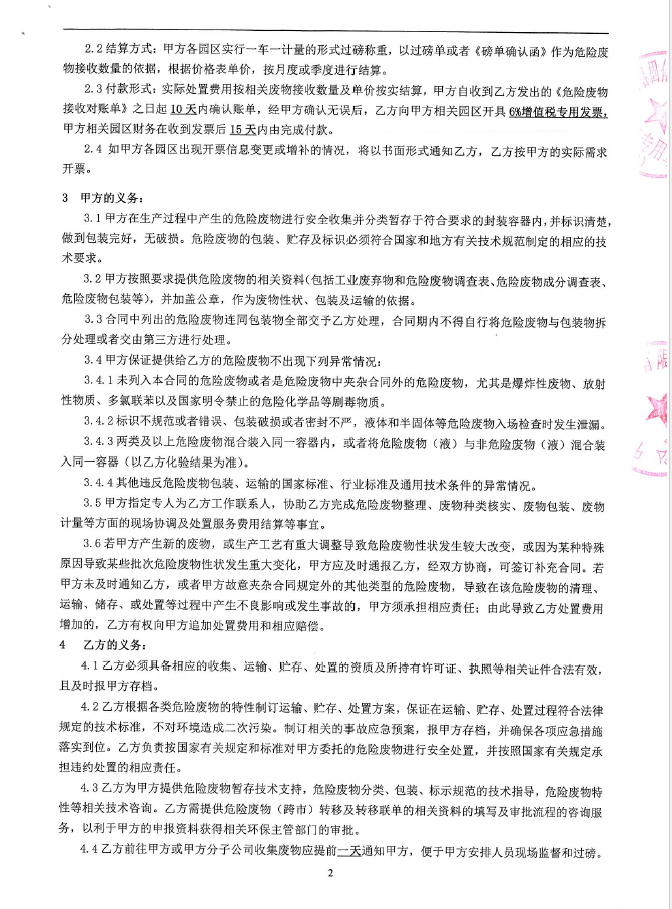 2.2 结算方式：甲方各园区实行一车一计量的形式过磅称重，以过磅单或者《磅单确认函》作为危险废
物接收数量的依据，根据价格表单价，按月度或季度进行结算。
2.3 付款形式：实际处置费用按相关废物接收数量及单价按实结算，甲方自收到乙方发出的《危险废物
接收对账单》之日起 10 天内确认账单，经甲方确认无误后，乙方向甲方相关园区开具 6%增值税专用发票，
甲方相关园区财务在收到发票后 15 天内由完成付款。
2.4 如甲方各园区出现开票信息变更或增补的情况，将以书面形式通知乙方，乙方按甲方的实际需求
开票。
3 甲方的义务：
3.1 甲方在生产过程中产生的危险废物进行安全收集并分类暂存于符合要求的封装容器内，并标识清楚，
做到包装完好，无破损。危险废物的包装、贮存及标识必须符合国家和地方有关技术规范制定的相应的技
术要求。
3.2 甲方按照要求提供危险废物的相关资料（包括工业废弃物和危险废物调查表、危险废物成分调查表、
危险废物包装等），并加盖公章，作为废物性状、包装及运输的依据。
3.3 合同中列出的危险废物连同包装物全部交予乙方处理，合同期内不得自行将危险废物与包装物拆
分处理或者交由第三方进行处理。
3.4 甲方保证提供给乙方的危险废物不出现下列异常情况：
3.4.1 未列入本合同的危险废物或者是危险废物中夹杂合同外的危险废物，尤其是爆炸性废物、放射
性物质、多氯联苯以及国家明令禁止的危险化学品等剧毒物质。
3.4.2 标识不规范或者错误、包装破损或者密封不严，液体和半固体等危险废物入场检查时发生泄漏。
3.4.3 两类及以上危险废物混合装入同一容器内，或者将危险废物（液）与非危险废物（液）混合装
入同一容器（以乙方化验结果为准）。
3.4.4 其他违反危险废物包装、运输的国家标准、行业标准及通用技术条件的异常情况。
3.5 甲方指定专人为乙方工作联系人，协助乙方完成危险废物整理、废物种类核实、废物包装、废物
计量等方面的现场协调及处置服务费用结算等事宜。
3.6 若甲方产生新的废物，或生产工艺有重大调整导致危险废物性状发生较大改变，或因为某种特殊
原因导致某些批次危险废物性状发生重大变化，甲方应及时通报乙方，经双方协商，可签订补充合同。若
甲方未及时通知乙方，或者甲方故意夹杂合同规定外的其他类型的危险废物，导致在该危险废物的清理、
运输、储存、或处置等过程中产生不良影响或发生事故的，甲方须承担相应责任；由此导致乙方处置费用
增加的，乙方有权向甲方追加处置费用和相应赔偿。
4 乙方的义务：
4.1 乙方必须具备相应的收集、运输、贮存、处置的资质及所持有许可证、执照等相关证件合法有效，
且及时报甲方存档。
4.2 乙方根据各类危险废物的特性制订运输、贮存、处置方案，保证在运输、贮存、处置过程符合法律
规定的技术标准，不对环境造成二次污染。制订相关的事故应急预案，报甲方存档，并确保各项应急措施
落实到位。乙方负责按国家有关规定和标准对甲方委托的危险废物进行安全处置，并按照国家有关规定承
担违约处置的相应责任。
4.3 乙方为甲方提供危险废物暂存技术支持，危险废物分类、包装、标示规范的技术指导，危险废物特
性等相关技术咨询。乙方需提供危险废物（跨市）转移及转移联单的相关资料的填写及审批流程的咨询服
务，以利于甲方的申报资料获得相关环保主管部门的审批。
4.4 乙方前往甲方或甲方分子公司收集废物应提前一天通知甲方，便于甲方安排人员现场监督和过磅。
2